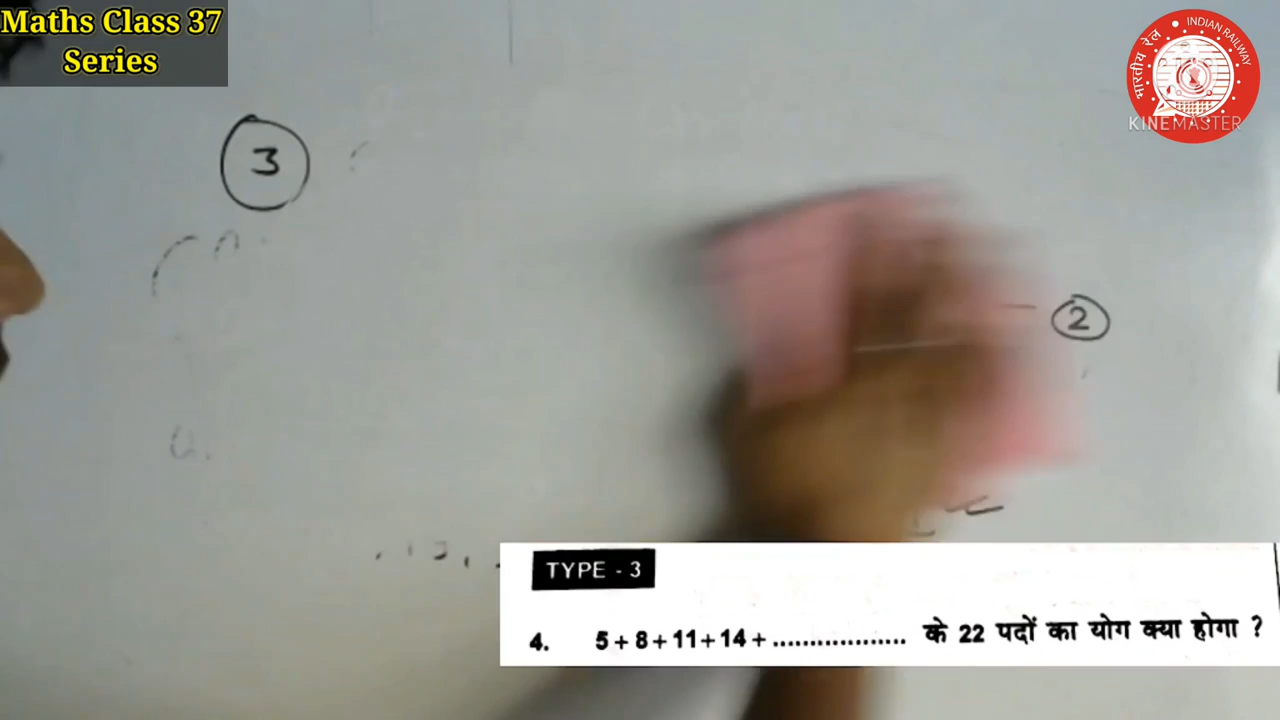 Maths Class 37
Series
भारतीय रेल INDIAN RAILWAY
KINEMASTER
3
2
TYPE - 3
4. 5 + 8 + 11 + 14 + .................. के 22 पदों का योग क्या होगा ?